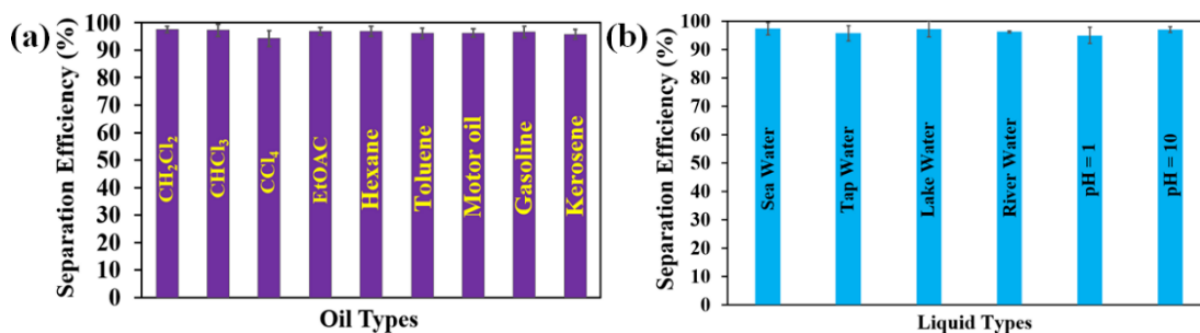 (a)
Separation Efficiency (%)
100
90
80
70
60
50
40
30
20
10
0
CH₂Cl₂
CHCl₃
CCl₄
EtOAC
Hexane
Toluene
Motor oil
Gasoline
Kerosene
Oil Types
(b)
Separation Efficiency (%)
100
90
80
70
60
50
40
30
20
10
0
Sea Water
Tap Water
Lake Water
River Water
pH = 1
pH = 10
Liquid Types